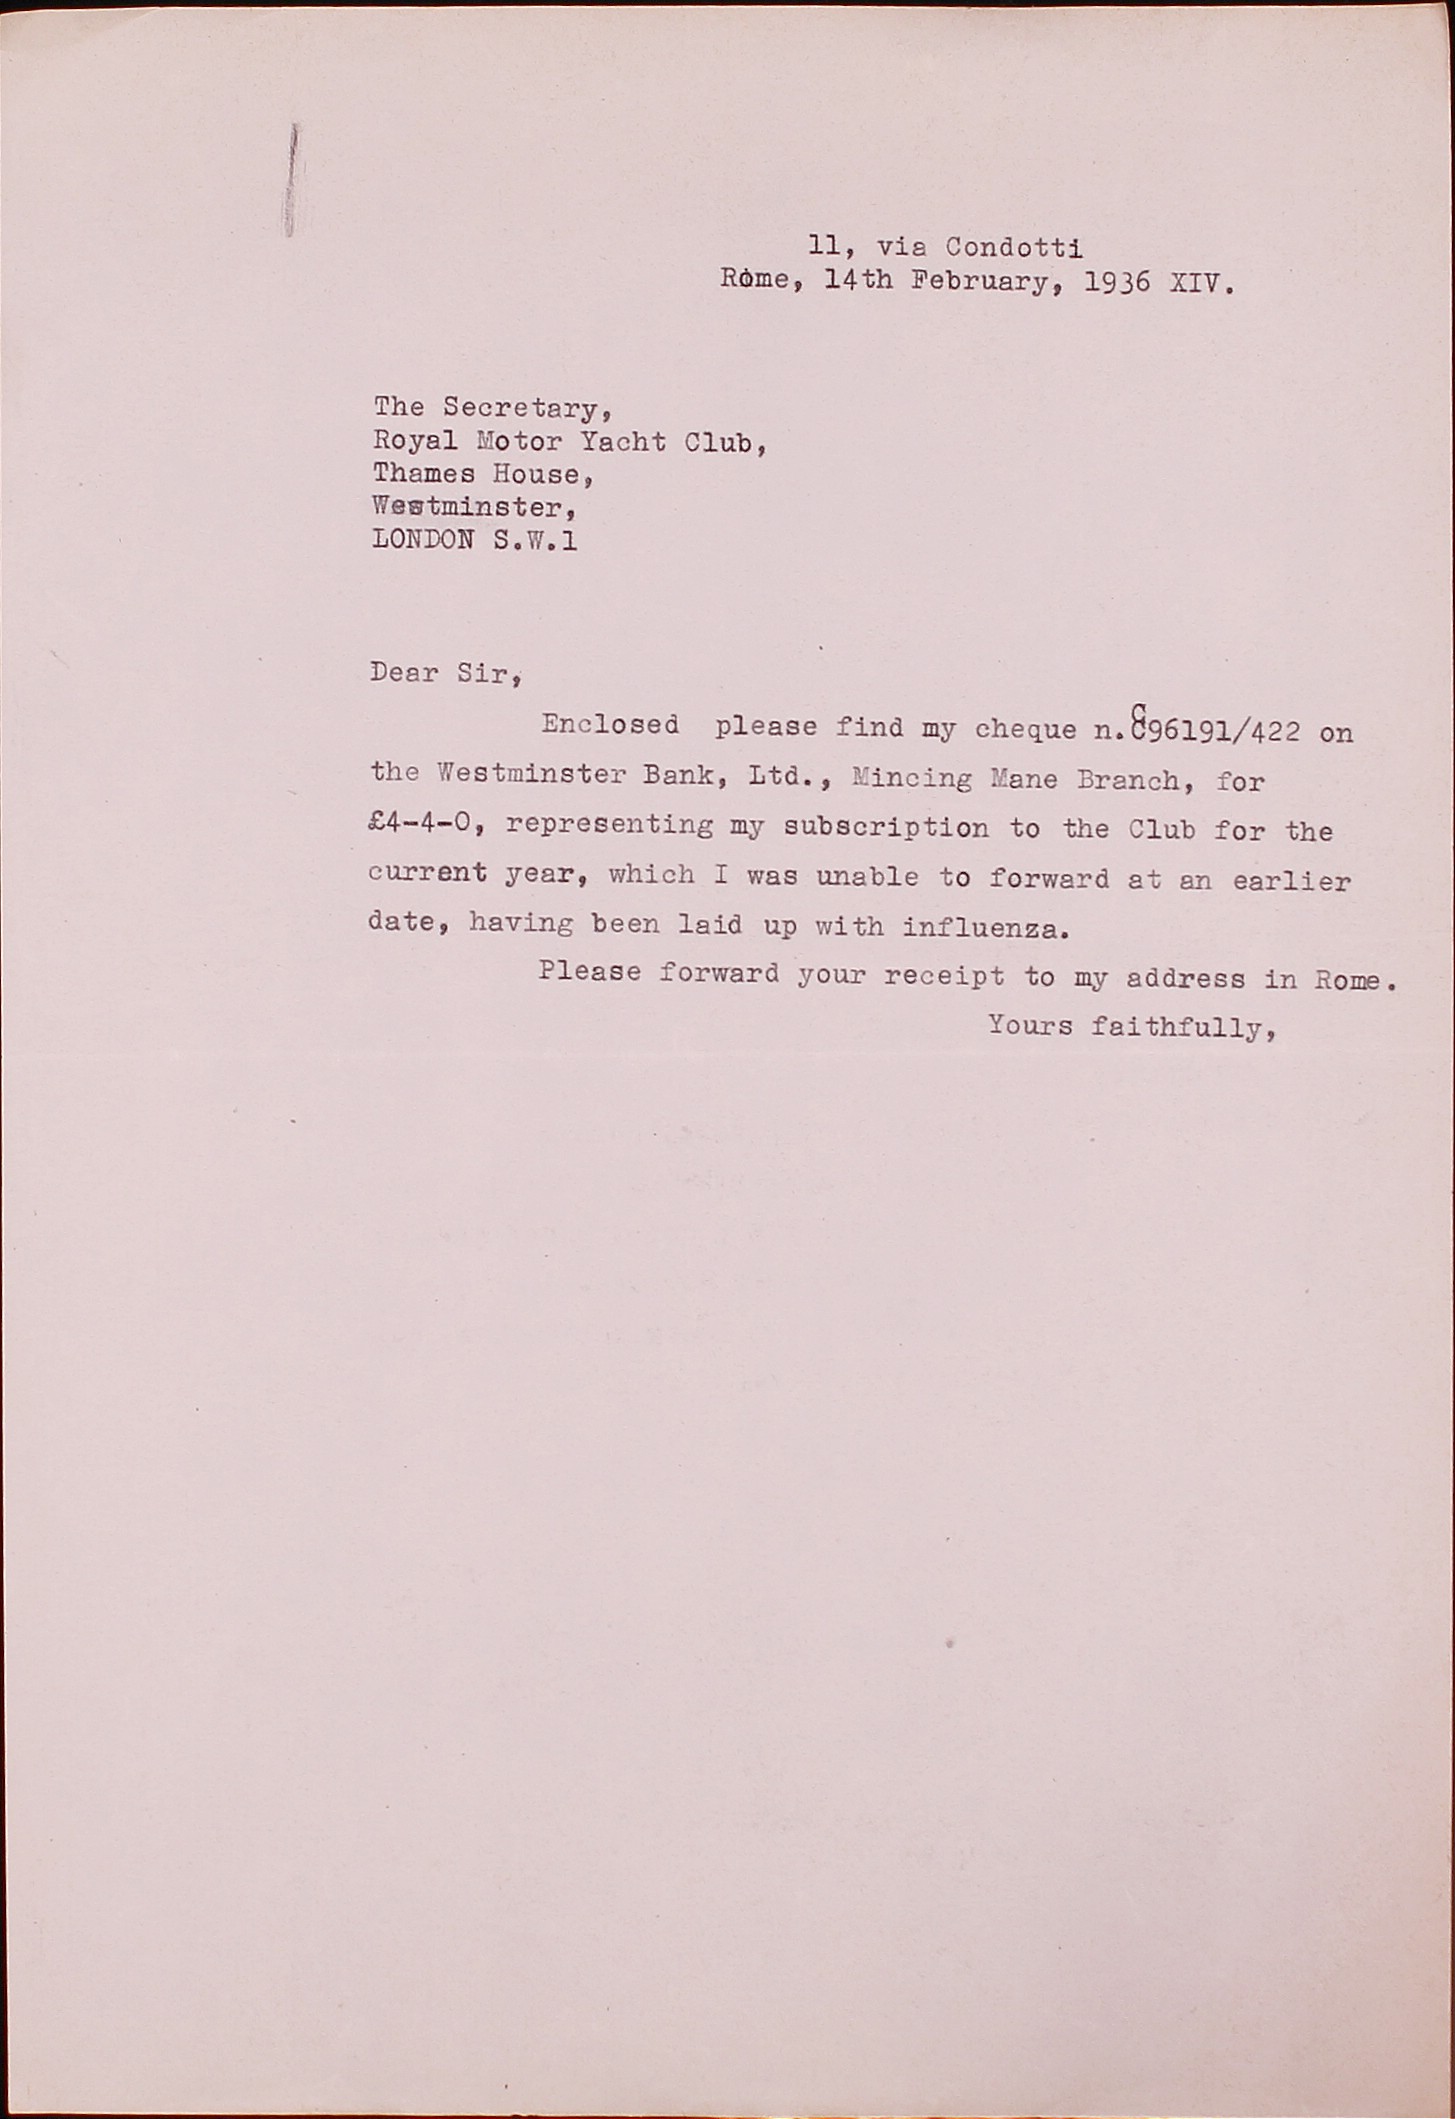 11, via Condotti
Rome, 14th February, 1936 XIV.
The Secretary,
Royal Motor Yacht Club,
Thames House,
Westminster,
LONDON S.W.1
Dear Sir,
Enclosed please find my cheque n. C96191/422 on
the Westminster Bank, Ltd., Mincing Mane Branch, for
£4-4-0, representing my subscription to the Club for the
current year, which I was unable to forward at an earlier
date, having been laid up with influenza.
Please forward your receipt to my address in Rome.
Yours faithfully,